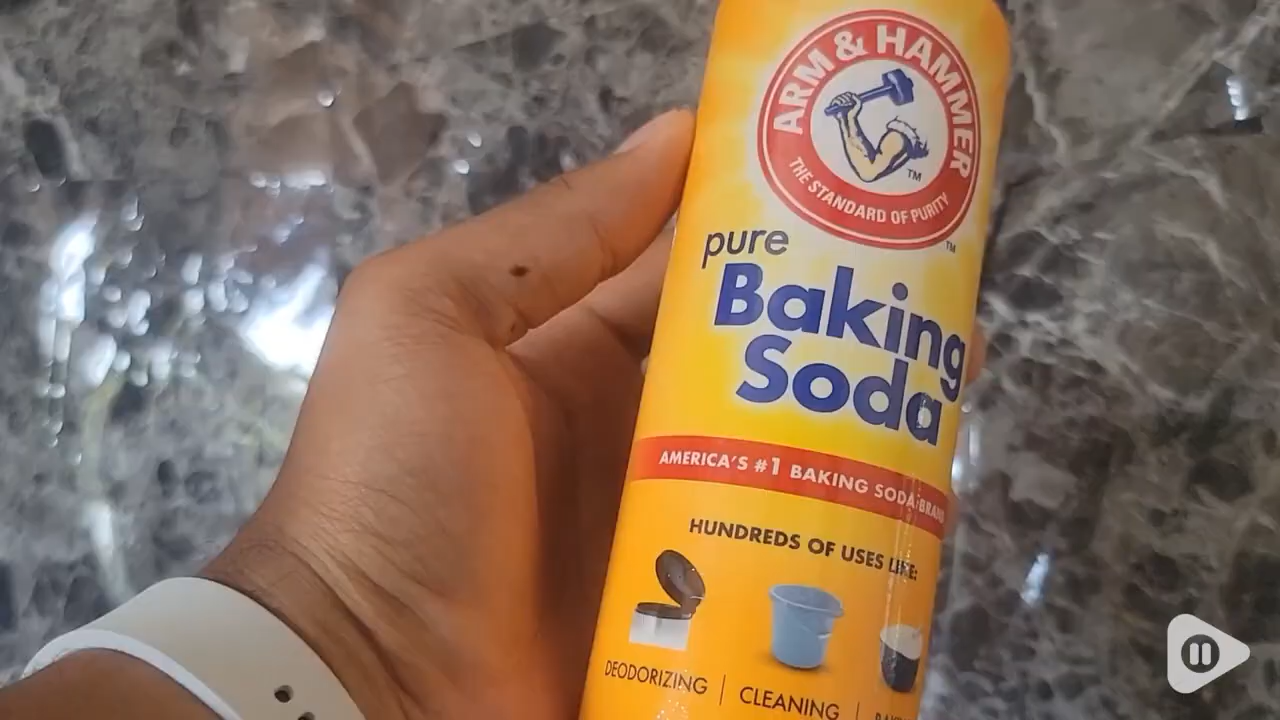 ARM & HAMMER
THE STANDARD OF PURITY
TM
TM
pure
Baking
Soda
AMERICA'S #1 BAKING SODA BRAND
HUNDREDS OF USES LIKE:
DEODORIZING | CLEANING |